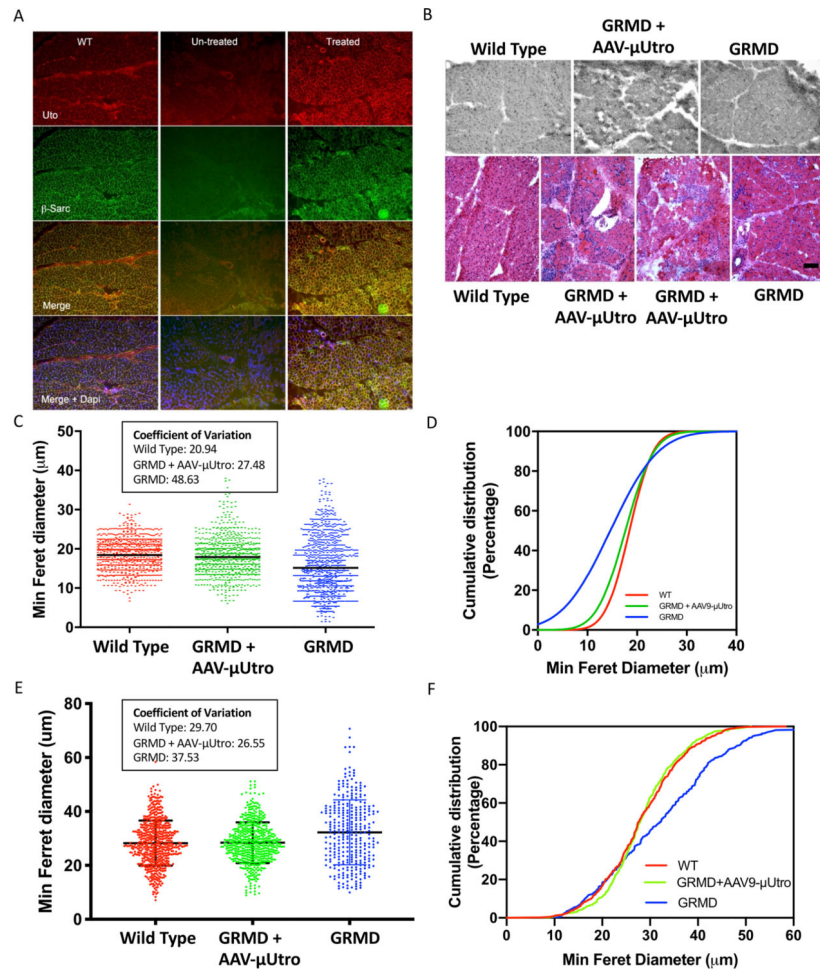 A
WT
Un-treated
Treated
Uto
β-Sarc
Merge
Merge + Dapi
B
Wild Type
GRMD +
AAV-μUtro
GRMD
Wild Type
GRMD +
AAV-μUtro
GRMD +
AAV-μUtro
GRMD
C
Min Feret diameter (μm)
50
40
30
20
10
0
Coefficient of Variation
Wild Type: 20.94
GRMD + AAV-μUtro: 27.48
GRMD: 48.63
Wild Type
GRMD +
AAV-μUtro
GRMD
D
Cumulative distribution
(Percentage)
100
80
60
40
20
0
WT
GRMD + AAV9-μUtro
GRMD
0
10
20
30
40
Min Feret Diameter (μm)
E
Min Ferret diameter (um)
80
60
40
20
0
Coefficient of Variation
Wild Type: 29.70
GRMD + AAV-μUtro: 26.55
GRMD: 37.53
Wild Type
GRMD +
AAV-μUtro
GRMD
F
Cumulative distribution
(Percentage)
100
80
60
40
20
0
WT
GRMD+AAV9-μUtro
GRMD
0
10
20
30
40
50
60
Min Feret Diameter (μm)